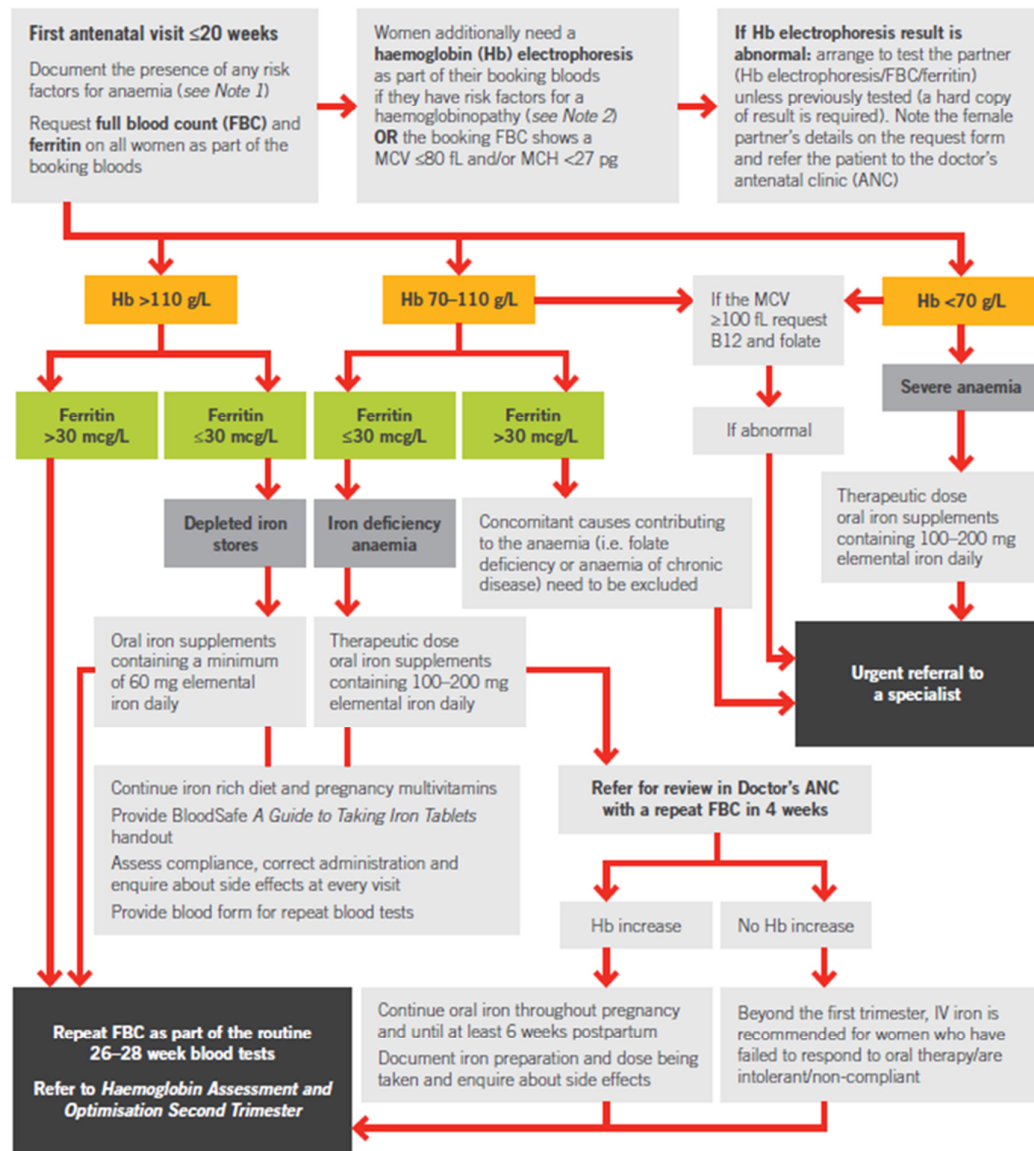 First antenatal visit ≤20 weeks
Document the presence of any risk
factors for anaemia (see Note 1)
Request full blood count (FBC) and
ferritin on all women as part of the
booking bloods
Women additionally need a
haemoglobin (Hb) electrophoresis
as part of their booking bloods
if they have risk factors for a
haemoglobinopathy (see Note 2)
OR the booking FBC shows a
MCV ≤80 fL and/or MCH <27 pg
If Hb electrophoresis result is
abnormal: arrange to test the partner
(Hb electrophoresis/FBC/ferritin)
unless previously tested (a hard copy
of result is required). Note the female
partner's details on the request form
and refer the patient to the doctor's
antenatal clinic (ANC)
Hb >110 g/L
Hb 70–110 g/L
If the MCV
≥100 fL request
B12 and folate
Hb <70 g/L
Ferritin
>30 mcg/L
Ferritin
≤30 mcg/L
Ferritin
≤30 mcg/L
Ferritin
>30 mcg/L
If abnormal
Severe anaemia
Depleted iron
stores
Iron deficiency
anaemia
Concomitant causes contributing
to the anaemia (i.e. folate
deficiency or anaemia of chronic
disease) need to be excluded
Therapeutic dose
oral iron supplements
containing 100–200 mg
elemental iron daily
Oral iron supplements
containing a minimum
of 60 mg elemental
iron daily
Therapeutic dose
oral iron supplements
containing 100–200 mg
elemental iron daily
Urgent referral to
a specialist
Continue iron rich diet and pregnancy multivitamins
Provide BloodSafe A Guide to Taking Iron Tablets
handout
Assess compliance, correct administration and
enquire about side effects at every visit
Provide blood form for repeat blood tests
Refer for review in Doctor's ANC
with a repeat FBC in 4 weeks
Hb increase
No Hb increase
Repeat FBC as part of the routine
26–28 week blood tests
Refer to Haemoglobin Assessment and
Optimisation Second Trimester
Continue oral iron throughout pregnancy
and until at least 6 weeks postpartum
Document iron preparation and dose being
taken and enquire about side effects
Beyond the first trimester, IV iron is
recommended for women who have
failed to respond to oral therapy/are
intolerant/non-compliant